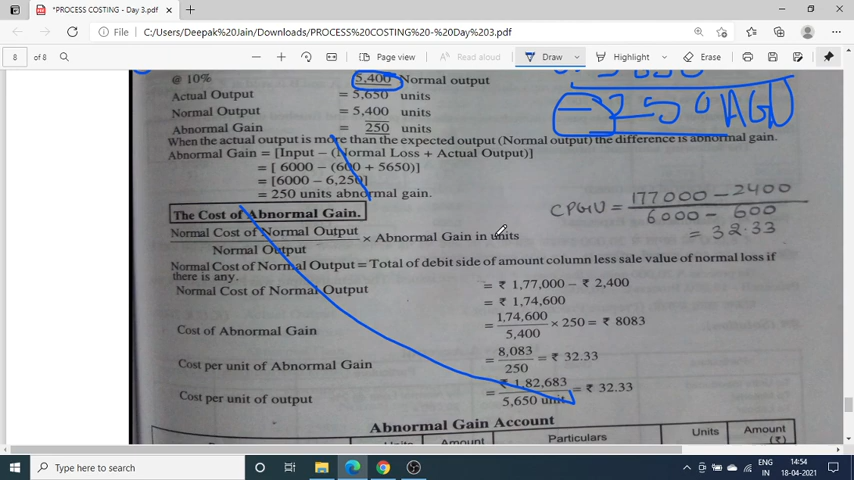 *PROCESS COSTING - Day 3.pdf
File | C:/Users/Deepak%20Jain/PROCESS%20COSTING%20-%20Day%203.pdf
8 of 8
Page view
Read aloud
Draw
Highlight
Erase
@ 10% 5,400 Normal output
Actual Output = 5,650 units
Normal Output = 5,400 units
Abnormal Gain = 250 units
- 250 AGU
When the actual output is more than the expected output (Normal output) the difference is abnormal gain.
Abnormal Gain = [Input – (Normal Loss + Actual Output)]
= [ 6000 – (600 + 5650)]
= [6000 – 6,250]
= 250 units abnormal gain.
The Cost of Abnormal Gain.
CPGU = 177000 - 2400
6000 - 600
= 32.33
Normal Cost of Normal Output
Normal Output
× Abnormal Gain in units
Normal Cost of Normal Output = Total of debit side of amount column less sale value of normal loss if
there is any.
Normal Cost of Normal Output = ₹ 1,77,000 – ₹ 2,400
= ₹ 1,74,600
Cost of Abnormal Gain = 1,74,600
5,400
× 250 = ₹ 8083
Cost per unit of Abnormal Gain = 8,083
250
= ₹ 32.33
Cost per unit of output = ₹ 1,82,683
5,650 unit
= ₹ 32.33
Abnormal Gain Account
Units Amount Particulars Units Amount
(₹)
Type here to search
ENG
IN
14:54
18-04-2021